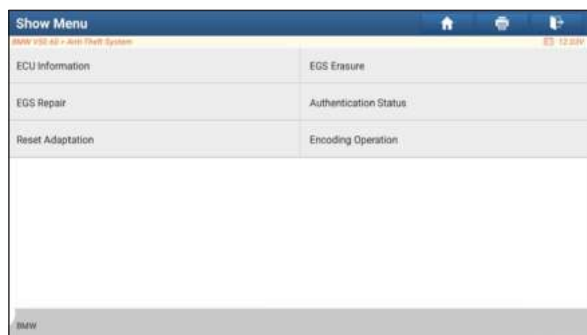 Show Menu
BMW V50.60 > Anti-Theft System 12.03V
ECU Information EGS Erasure
EGS Repair Authentication Status
Reset Adaptation Encoding Operation
BMW